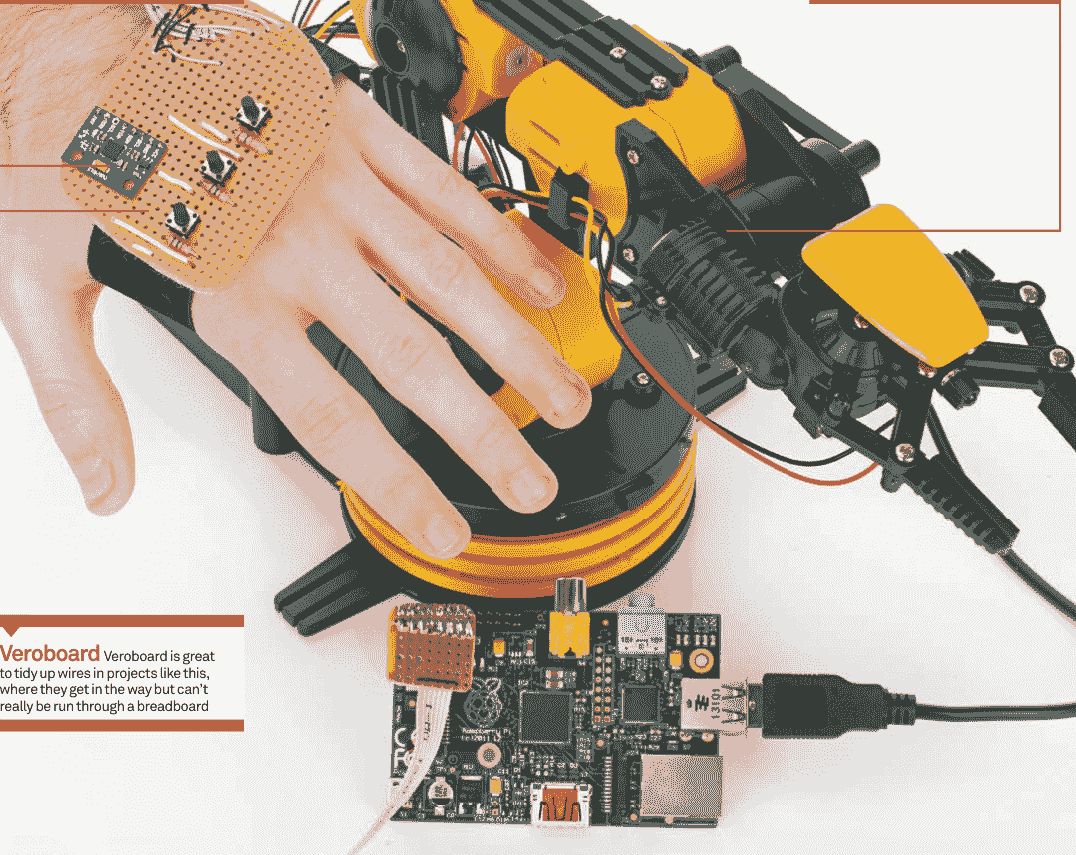 Veroboard Veroboard is great
to tidy up wires in projects like this,
where they get in the way but can't
really be run through a breadboard